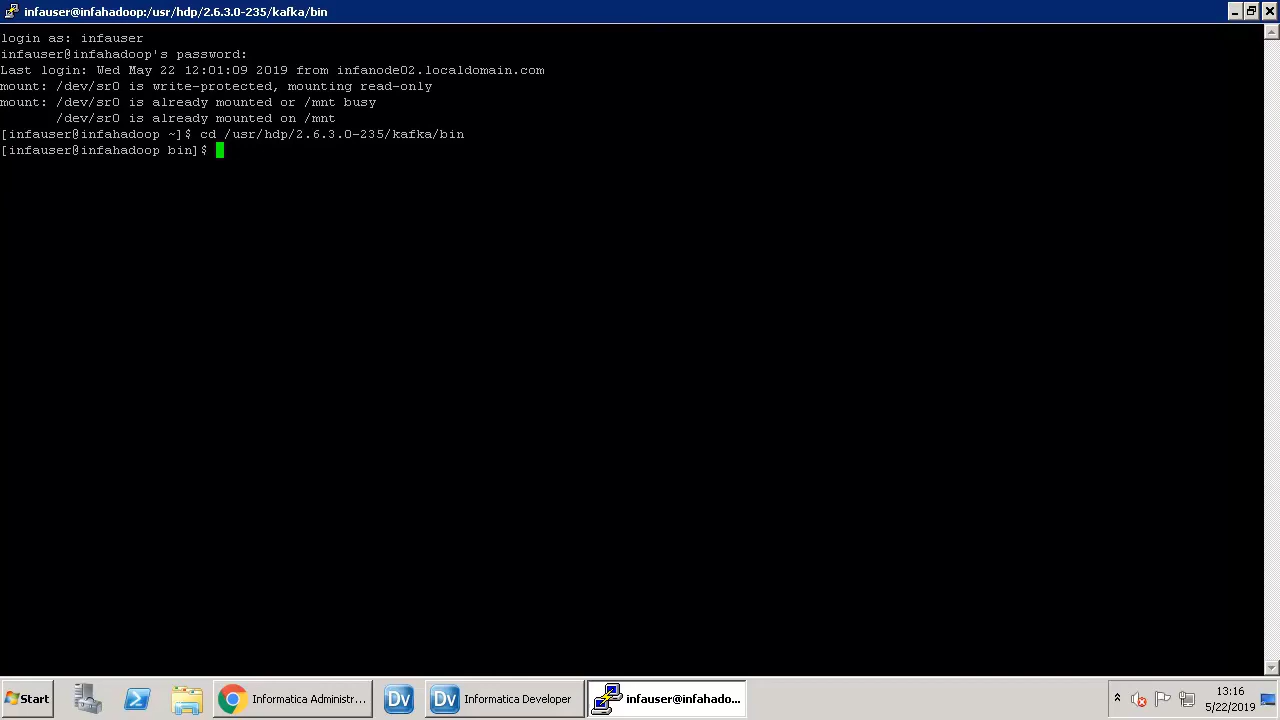 infauser@infahadoop:/usr/hdp/2.6.3.0-235/kafka/bin
login as: infauser
infauser@infahadoop's password:
Last login: Wed May 22 12:01:09 2019 from infanode02.localdomain.com
mount: /dev/sr0 is write-protected, mounting read-only
mount: /dev/sr0 is already mounted or /mnt busy
       /dev/sr0 is already mounted on /mnt
[infauser@infahadoop ~]$ cd /usr/hdp/2.6.3.0-235/kafka/bin
[infauser@infahadoop bin]$
Start
Informatica Administr...
Dv
Dv
Informatica Develope...
infauser@infahado...
13:16
5/22/2019